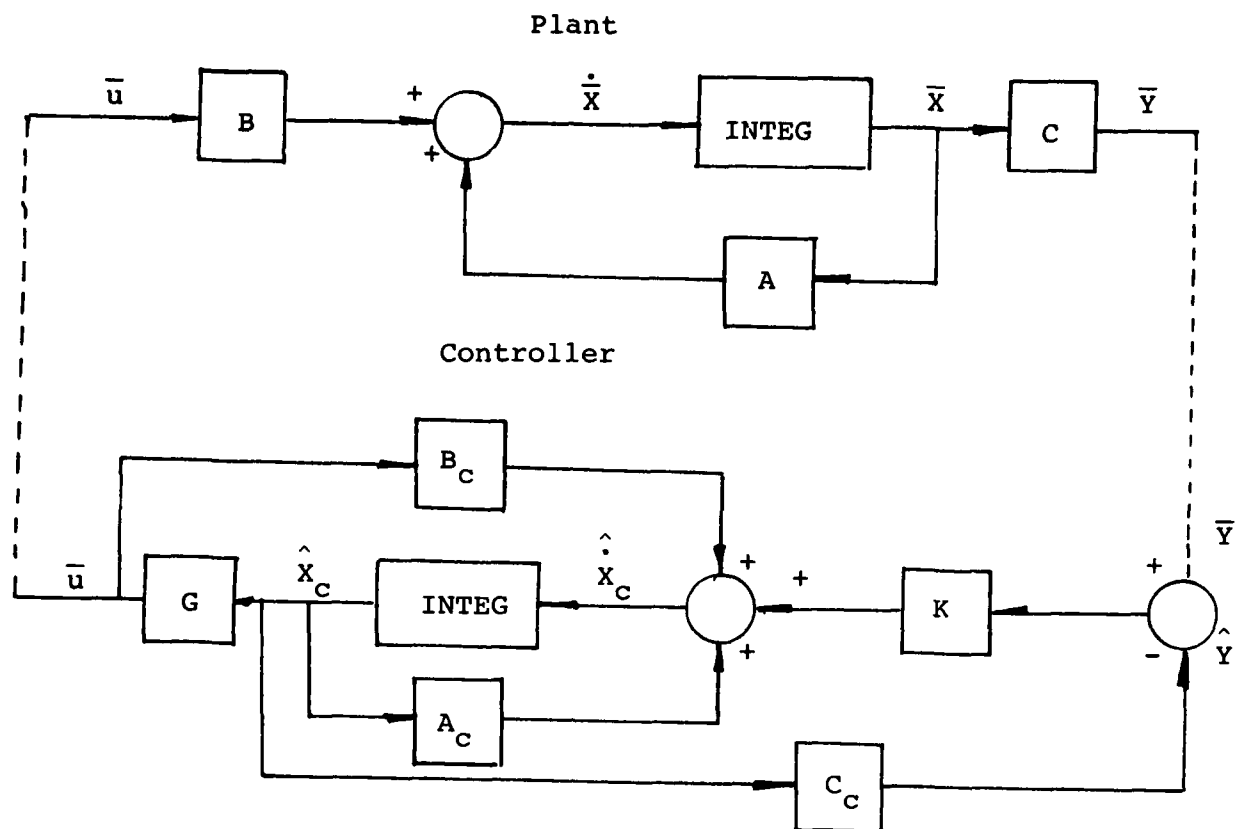 Plant
u̅ B + + Ẋ̅ INTEG X̅ C Y̅
A
Controller
B_C
u̅ G X̂_C INTEG Ẋ̂_C + + + K + - Y̅ Ŷ
A_C
C_C